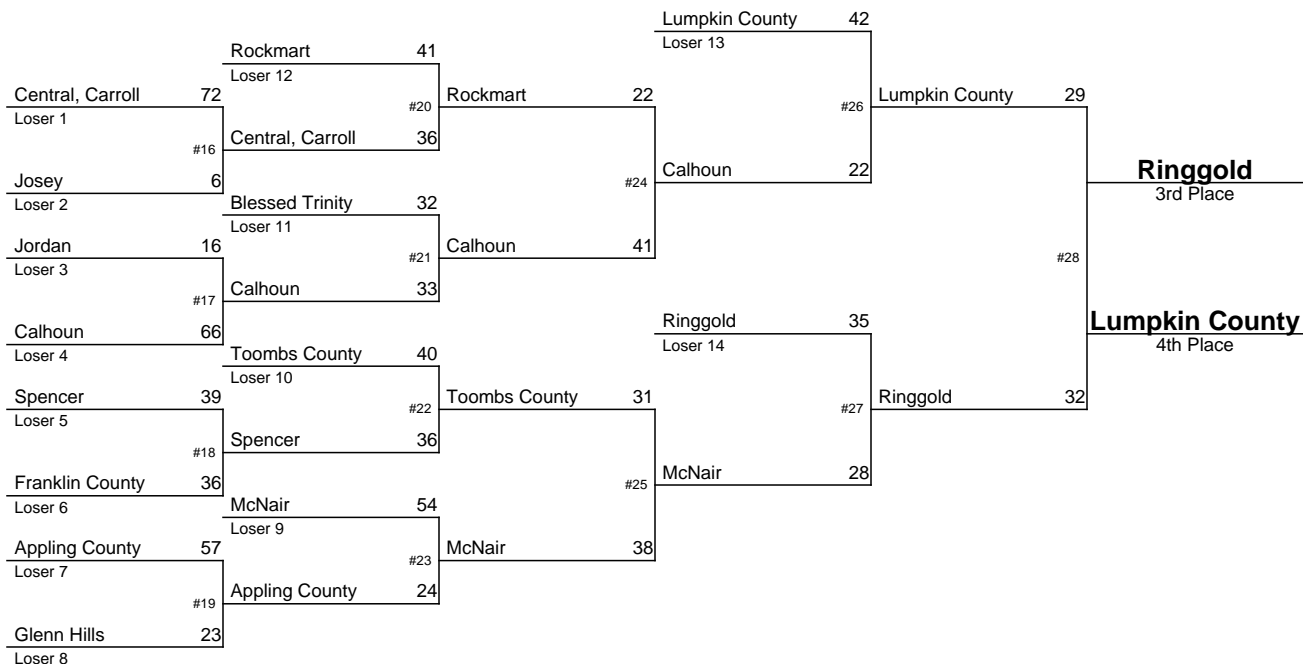 Lumpkin County 42
Loser 13
Rockmart 41
Loser 12
Central, Carroll 72
Loser 1
#20
Rockmart 22
#26
Lumpkin County 29
#16
Central, Carroll 36
Josey 6
Loser 2
#24
Calhoun 22
Ringgold
3rd Place
Blessed Trinity 32
Loser 11
Jordan 16
Loser 3
#21
Calhoun 41
#28
#17
Calhoun 33
Calhoun 66
Loser 4
Ringgold 35
Loser 14
Lumpkin County
4th Place
Toombs County 40
Loser 10
Spencer 39
Loser 5
#22
Toombs County 31
#27
Ringgold 32
#18
Spencer 36
Franklin County 36
Loser 6
#25
McNair 28
McNair 54
Loser 9
Appling County 57
Loser 7
#23
McNair 38
#19
Appling County 24
Glenn Hills 23
Loser 8